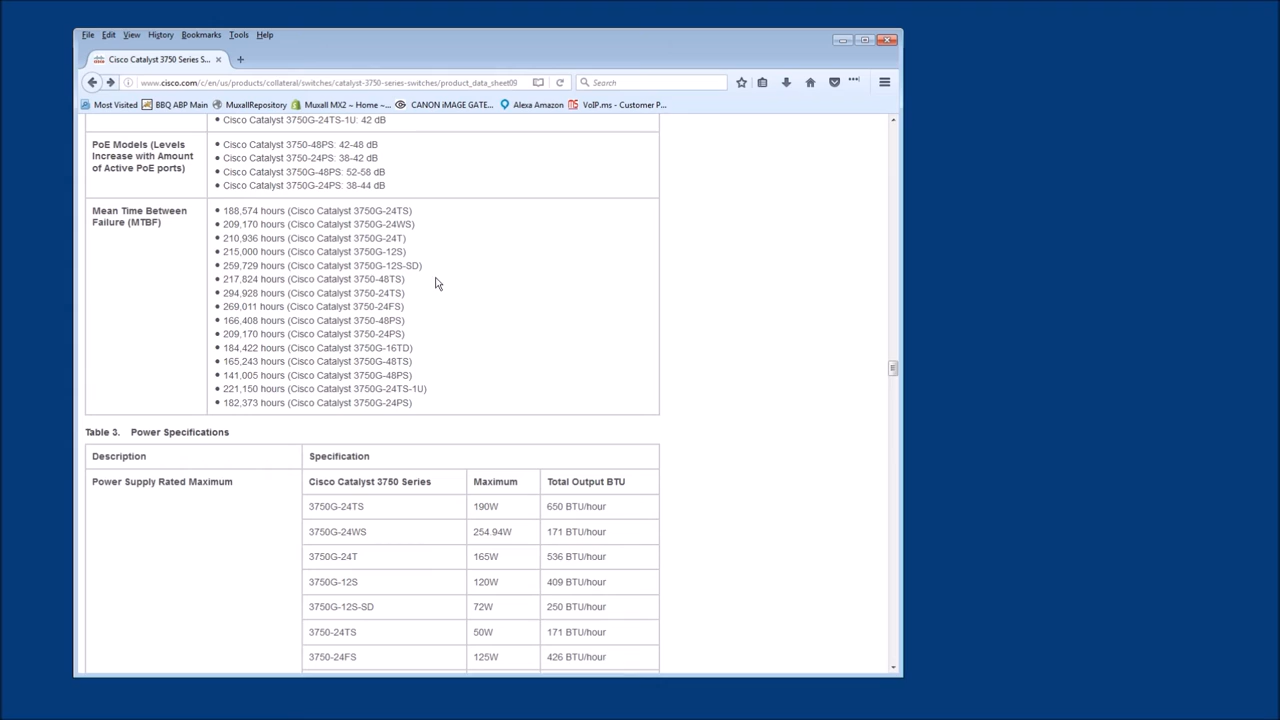 File Edit View History Bookmarks Tools Help
Cisco Catalyst 3750 Series S...
www.cisco.com/c/en/us/products/collateral/switches/catalyst-3750-series-switches/product_data_sheet09
Search
Most Visited BBQ ABP Main MuxallRepository Muxall MX2 ~ Home ~... CANON iMAGE GATE... Alexa Amazon VoIP.ms - Customer P...
• Cisco Catalyst 3750G-24TS-1U: 42 dB
PoE Models (Levels
Increase with Amount
of Active PoE ports)
• Cisco Catalyst 3750-48PS: 42-48 dB
• Cisco Catalyst 3750-24PS: 38-42 dB
• Cisco Catalyst 3750G-48PS: 52-58 dB
• Cisco Catalyst 3750G-24PS: 38-44 dB
Mean Time Between
Failure (MTBF)
• 188,574 hours (Cisco Catalyst 3750G-24TS)
• 209,170 hours (Cisco Catalyst 3750G-24WS)
• 210,936 hours (Cisco Catalyst 3750G-24T)
• 215,000 hours (Cisco Catalyst 3750G-12S)
• 259,729 hours (Cisco Catalyst 3750G-12S-SD)
• 217,824 hours (Cisco Catalyst 3750-48TS)
• 294,928 hours (Cisco Catalyst 3750-24TS)
• 269,011 hours (Cisco Catalyst 3750-24FS)
• 166,408 hours (Cisco Catalyst 3750-48PS)
• 209,170 hours (Cisco Catalyst 3750-24PS)
• 184,422 hours (Cisco Catalyst 3750G-16TD)
• 165,243 hours (Cisco Catalyst 3750G-48TS)
• 141,005 hours (Cisco Catalyst 3750G-48PS)
• 221,150 hours (Cisco Catalyst 3750G-24TS-1U)
• 182,373 hours (Cisco Catalyst 3750G-24PS)
Table 3. Power Specifications
Description Specification
Power Supply Rated Maximum Cisco Catalyst 3750 Series Maximum Total Output BTU
3750G-24TS 190W 650 BTU/hour
3750G-24WS 254.94W 171 BTU/hour
3750G-24T 165W 536 BTU/hour
3750G-12S 120W 409 BTU/hour
3750G-12S-SD 72W 250 BTU/hour
3750-24TS 50W 171 BTU/hour
3750-24FS 125W 426 BTU/hour